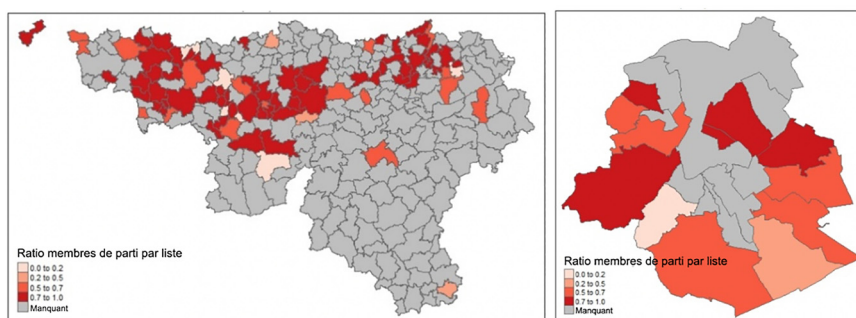 Ratio membres de parti par liste
0.0 to 0.2
0.2 to 0.5
0.5 to 0.7
0.7 to 1.0
Manquant
Ratio membres de parti par liste
0.0 to 0.2
0.2 to 0.5
0.5 to 0.7
0.7 to 1.0
Manquant